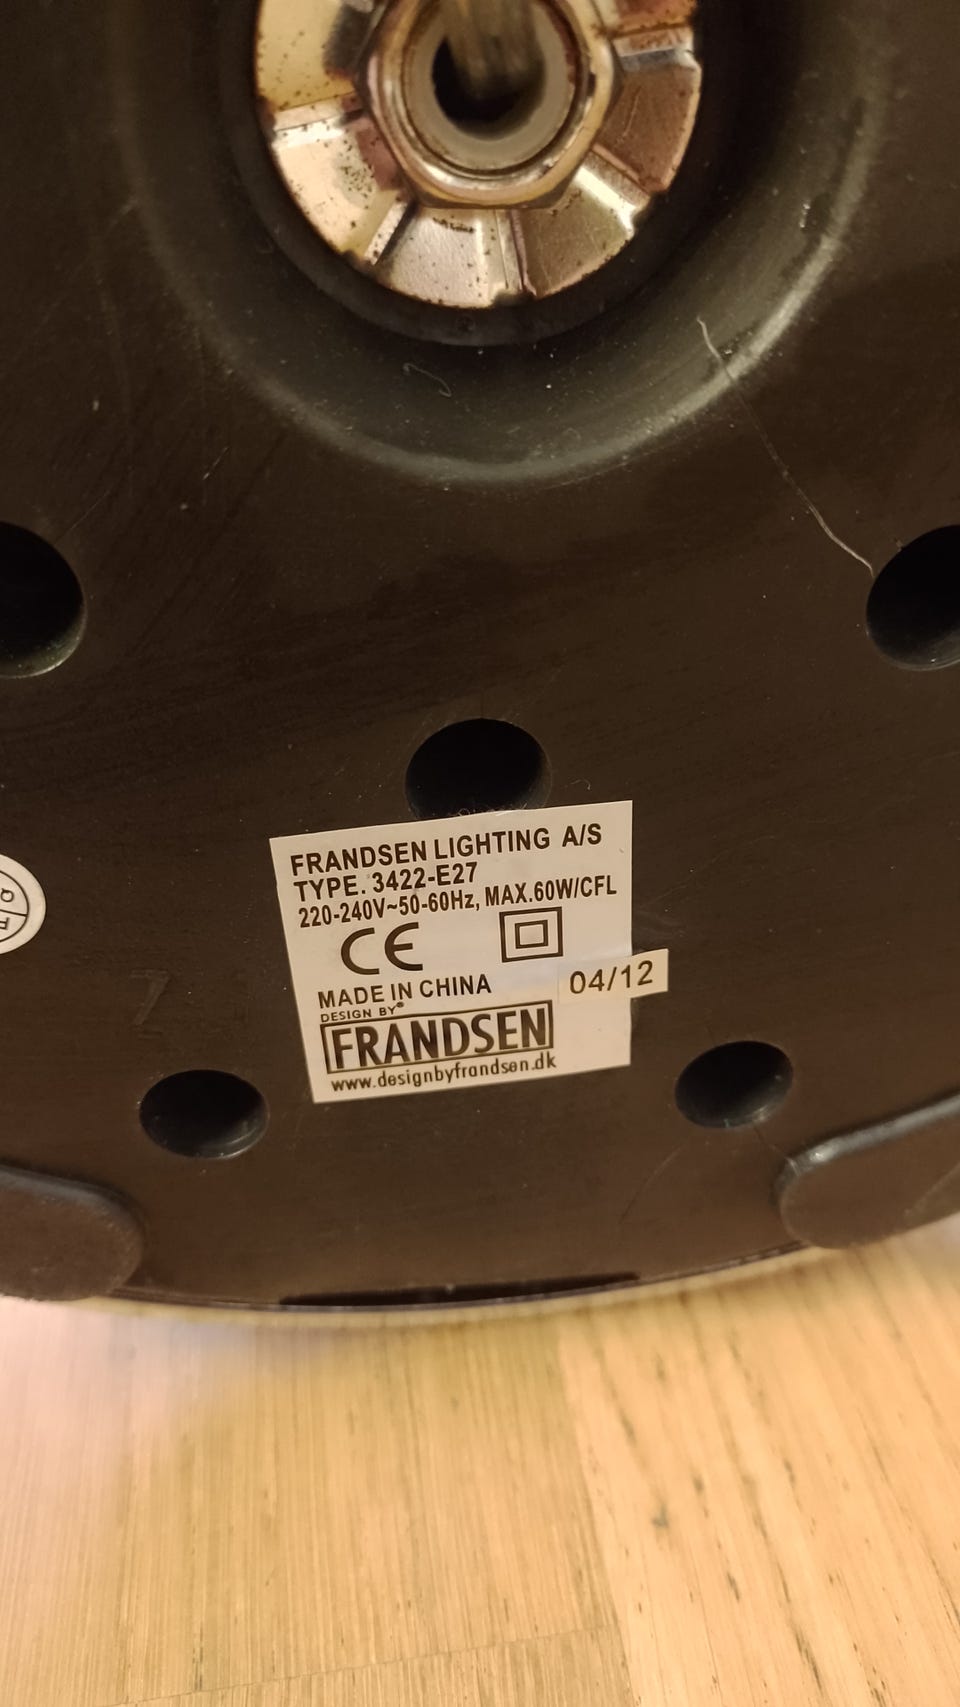 FRANDSEN LIGHTING A/S
TYPE. 3422-E27
220-240V~50-60Hz, MAX.60W/CFL
CE
MADE IN CHINA
04/12
DESIGN BY®
FRANDSEN
www.designbyfrandsen.dk